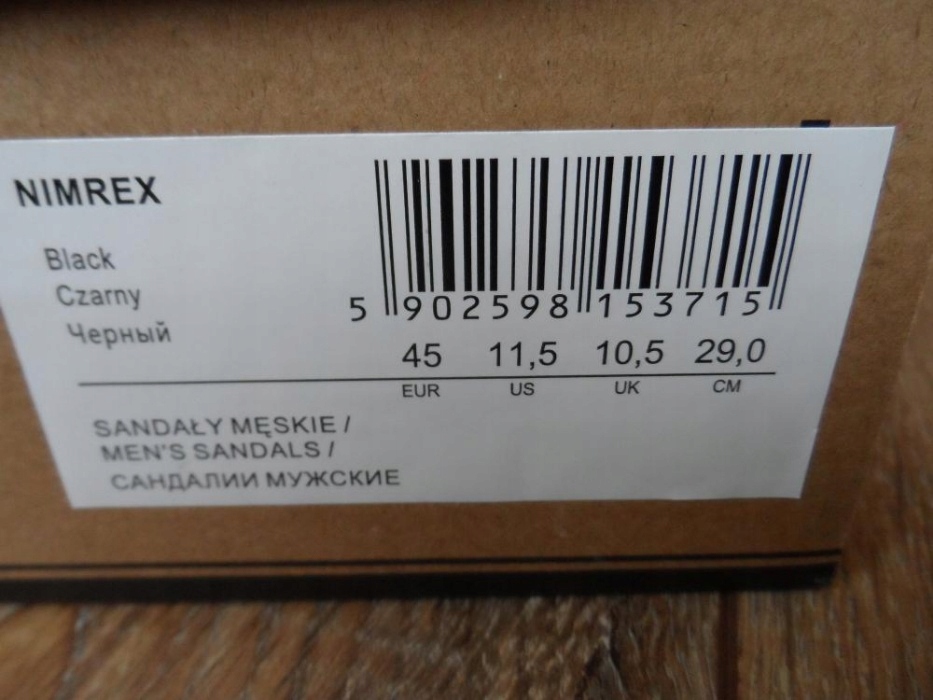 NIMREX
Black
Czarny
Черный
5 902598 153715
45 11,5 10,5 29,0
EUR US UK CM
SANDAŁY MĘSKIE /
MEN'S SANDALS /
САНДАЛИИ МУЖСКИЕ